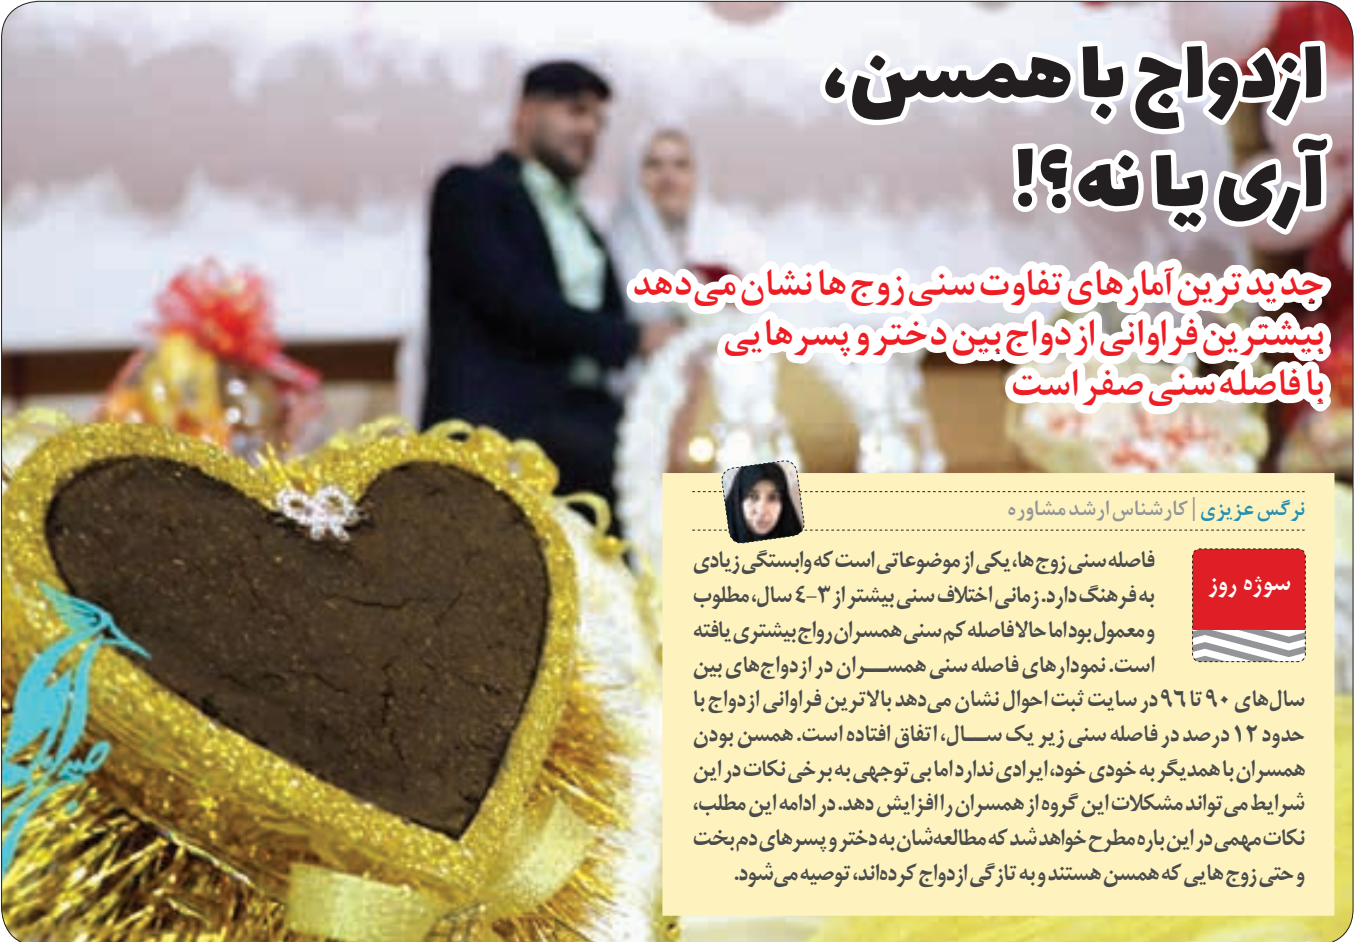 ازدواج با همسن،
آری یا نه؟!
جدیدترین آمارهای تفاوت سنی زوج‌ها نشان می‌دهد
بیشترین فراوانی ازدواج بین دختر و پسرهایی
با فاصله سنی صفر است
نرگس عزیزی | کارشناس ارشد مشاوره
سوژه روز
فاصله سنی زوج‌ها، یکی از موضوعاتی است که وابستگی زیادی
به فرهنگ دارد. زمانی اختلاف سنی بیشتر از ۳-۴ سال، مطلوب
و معمول بود اما حالا فاصله کم سنی همسران رواج بیشتری یافته
است. نمودارهای فاصله سنی همســـران در ازدواج‌های بین
سال‌های ۹۰ تا ۹۶ در سایت ثبت احوال نشان می‌دهد بالاترین فراوانی ازدواج با
حدود ۱۲ درصد در فاصله سنی زیر یک ســـال، اتفاق افتاده است. همسن بودن
همسران با همدیگر به خودی خود، ایرادی ندارد اما بی توجهی به برخی نکات در این
شرایط می تواند مشکلات این گروه از همسران را افزایش دهد. در ادامه این مطلب،
نکات مهمی در این باره مطرح خواهد شد که مطالعه‌شان به دختر و پسرهای دم بخت
و حتی زوج هایی که همسن هستند و به تازگی ازدواج کرده‌اند، توصیه می‌شود.